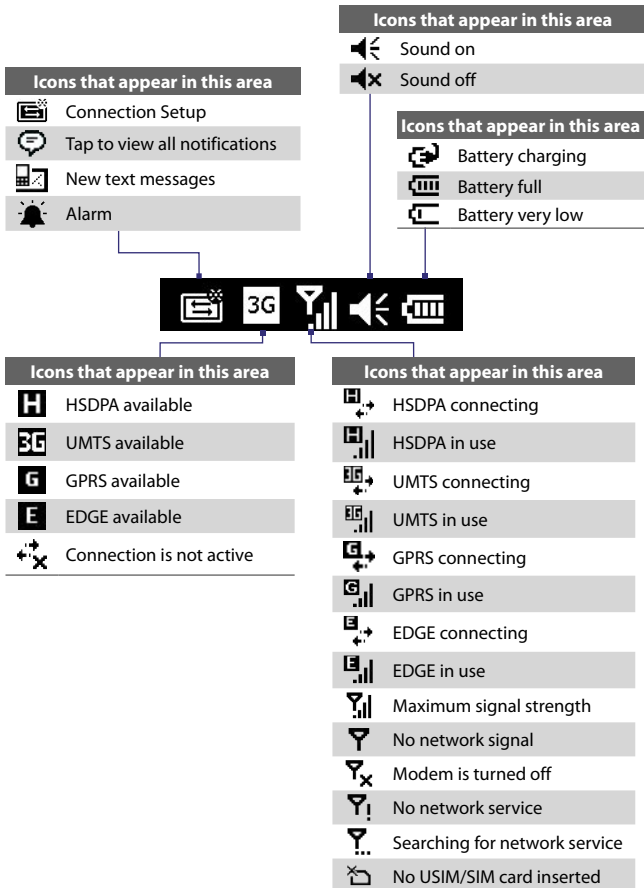 Icons that appear in this area
Sound on
Sound off
Icons that appear in this area
Connection Setup
Tap to view all notifications
New text messages
Alarm
Icons that appear in this area
Battery charging
Battery full
Battery very low
3G
Icons that appear in this area
H HSDPA available
3G UMTS available
G GPRS available
E EDGE available
Connection is not active
Icons that appear in this area
H HSDPA connecting
H HSDPA in use
3G UMTS connecting
3G UMTS in use
G GPRS connecting
G GPRS in use
E EDGE connecting
E EDGE in use
Maximum signal strength
No network signal
Modem is turned off
No network service
Searching for network service
No USIM/SIM card inserted